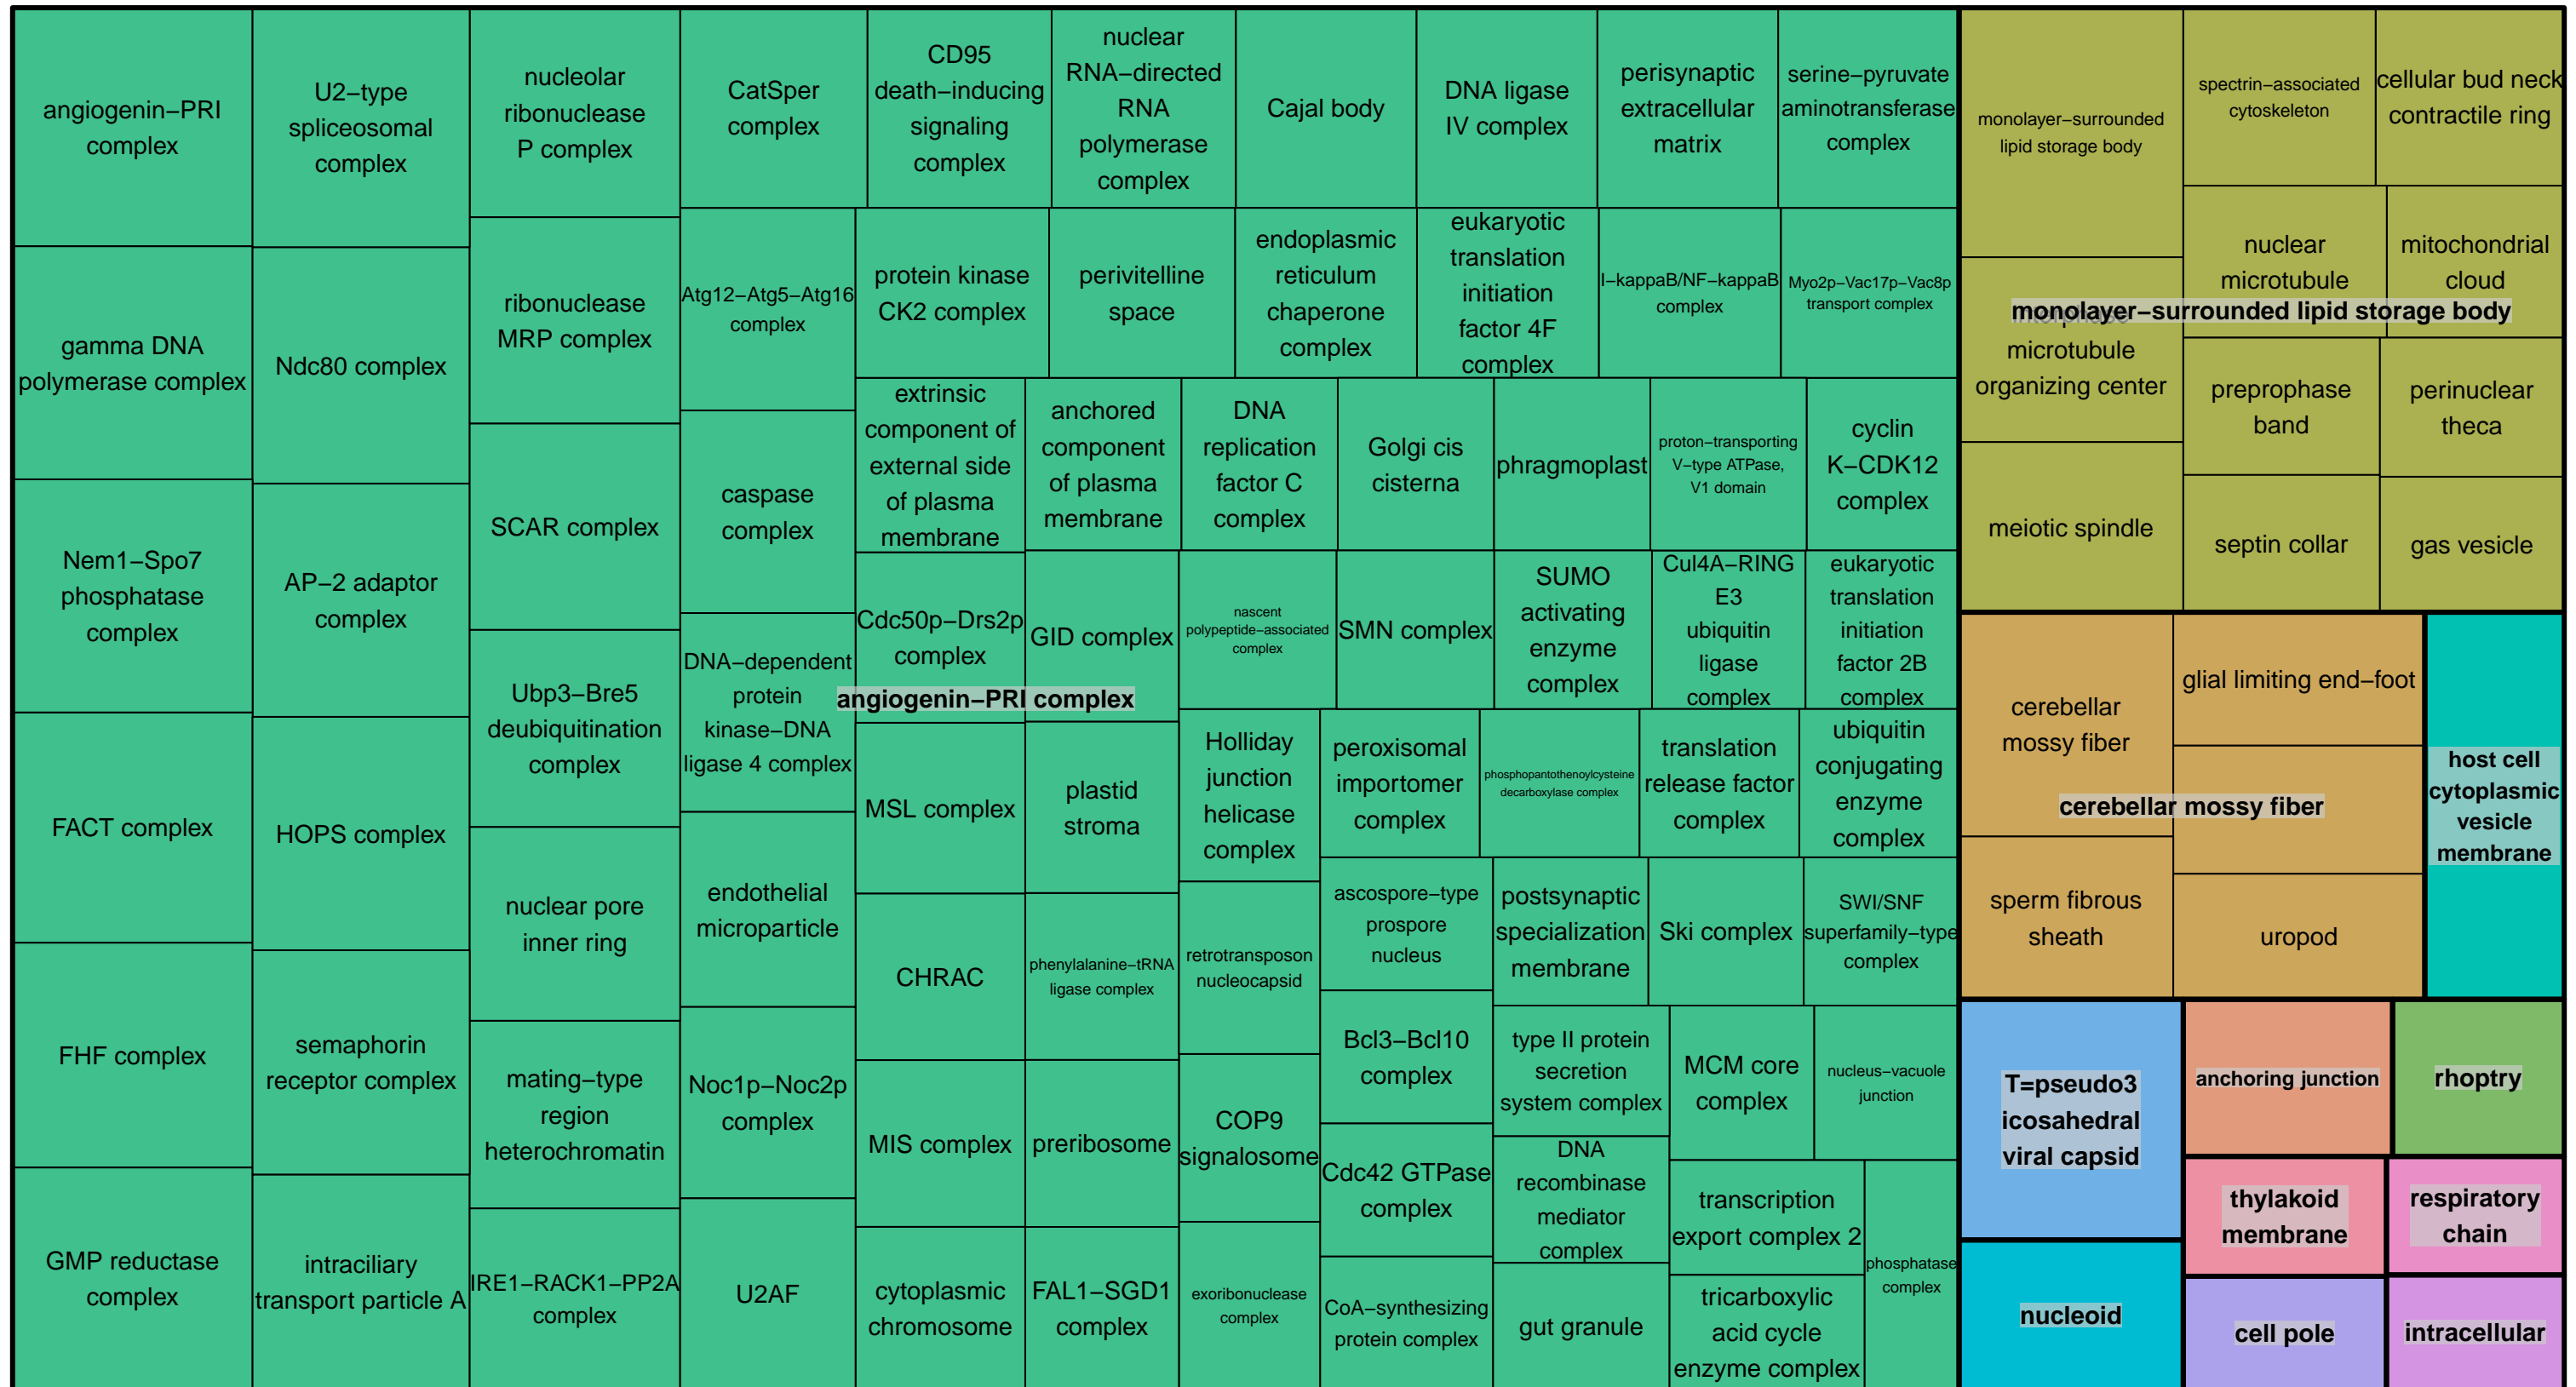 angiogenin−PRI
complex
gamma DNA
polymerase complex
Nem1−Spo7
phosphatase
complex
FACT complex
FHF complex
GMP reductase
complex
U2−type
spliceosomal
complex
Ndc80 complex
AP−2 adaptor
complex
HOPS complex
semaphorin
receptor complex
intraciliary
transport particle A
nucleolar
ribonuclease
P complex
ribonuclease
MRP complex
SCAR complex
Ubp3−Bre5
deubiquitination
complex
nuclear pore
inner ring
mating−type
region
heterochromatin
IRE1−RACK1−PP2A
complex
CatSper
complex
Atg12−Atg5−Atg16
complex
caspase
complex
DNA−dependent
protein
kinase−DNA
ligase 4 complex
endothelial
microparticle
Noc1p−Noc2p
complex
U2AF
CD95
death−inducing
signaling
complex
nuclear
RNA−directed
RNA
polymerase
complex
Cajal body
DNA ligase
IV complex
perisynaptic
extracellular
matrix
serine−pyruvate
aminotransferase
complex
protein kinase
CK2 complex
perivitelline
space
endoplasmic
reticulum
chaperone
complex
eukaryotic
translation
initiation
factor 4F
complex
I−kappaB/NF−kappaB
complex
Myo2p−Vac17p−Vac8p
transport complex
extrinsic
component of
external side
of plasma
membrane
anchored
component
of plasma
membrane
DNA
replication
factor C
complex
Golgi cis
cisterna
phragmoplast
proton−transporting
V−type ATPase,
V1 domain
cyclin
K−CDK12
complex
Cdc50p−Drs2p
complex
GID complex
nascent
polypeptide−associated
complex
SMN complex
SUMO
activating
enzyme
complex
Cul4A−RING
E3
ubiquitin
ligase
complex
eukaryotic
translation
initiation
factor 2B
complex
angiogenin−PRI complex
MSL complex
plastid
stroma
Holliday
junction
helicase
complex
peroxisomal
importomer
complex
phosphopantothenoylcysteine
decarboxylase complex
translation
release factor
complex
ubiquitin
conjugating
enzyme
complex
CHRAC
phenylalanine−tRNA
ligase complex
retrotransposon
nucleocapsid
ascospore−type
prospore
nucleus
postsynaptic
specialization
membrane
Ski complex
SWI/SNF
superfamily−type
complex
MIS complex
preribosome
COP9
signalosome
Bcl3−Bcl10
complex
type II protein
secretion
system complex
MCM core
complex
nucleus−vacuole
junction
Cdc42 GTPase
complex
DNA
recombinase
mediator
complex
transcription
export complex 2
phosphatase
complex
cytoplasmic
chromosome
FAL1−SGD1
complex
exoribonuclease
complex
CoA−synthesizing
protein complex
gut granule
tricarboxylic
acid cycle
enzyme complex
monolayer−surrounded
lipid storage body
spectrin−associated
cytoskeleton
cellular bud neck
contractile ring
nuclear
microtubule
mitochondrial
cloud
monolayer−surrounded lipid storage body
microtubule
organizing center
preprophase
band
perinuclear
theca
meiotic spindle
septin collar
gas vesicle
cerebellar
mossy fiber
glial limiting end−foot
cerebellar mossy fiber
sperm fibrous
sheath
uropod
host cell
cytoplasmic
vesicle
membrane
T=pseudo3
icosahedral
viral capsid
anchoring junction
rhoptry
thylakoid
membrane
respiratory
chain
nucleoid
cell pole
intracellular